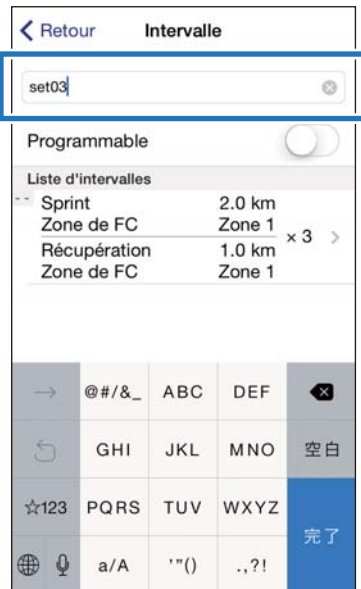 Retour Intervalle
set03
Programmable
Liste d'intervalles
Sprint 2.0 km
Zone de FC Zone 1
× 3
Récupération 1.0 km
Zone de FC Zone 1
→ @#/&_ ABC DEF
GHI JKL MNO 空白
☆123 PQRS TUV WXYZ
完了
a/A '"() .,?!